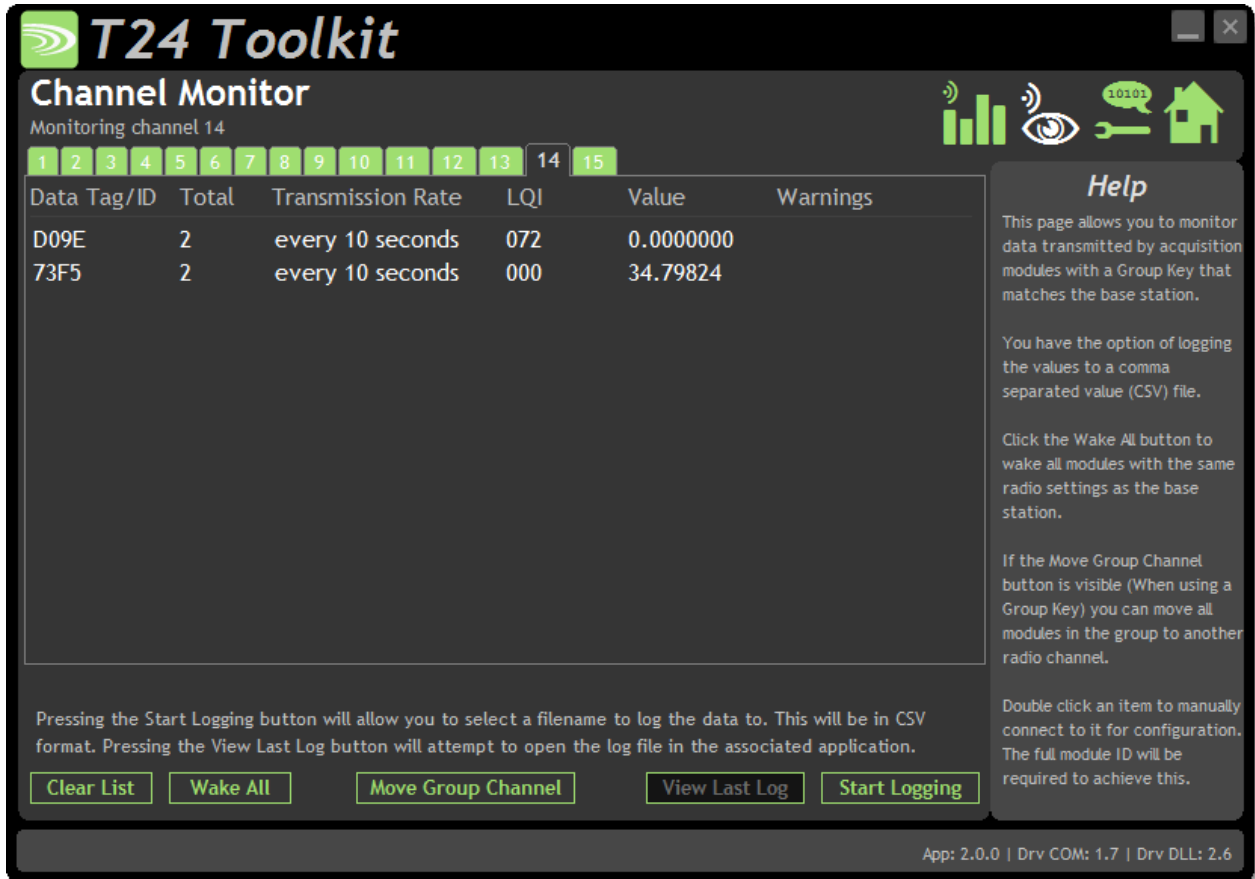 T24 Toolkit
Channel Monitor
Monitoring channel 14
10101
1 2 3 4 5 6 7 8 9 10 11 12 13 14 15
Data Tag/ID Total Transmission Rate LQI Value Warnings
D09E 2 every 10 seconds 072 0.0000000
73F5 2 every 10 seconds 000 34.79824
Pressing the Start Logging button will allow you to select a filename to log the data to. This will be in CSV
format. Pressing the View Last Log button will attempt to open the log file in the associated application.
Clear List Wake All Move Group Channel View Last Log Start Logging
Help
This page allows you to monitor
data transmitted by acquisition
modules with a Group Key that
matches the base station.
You have the option of logging
the values to a comma
separated value (CSV) file.
Click the Wake All button to
wake all modules with the same
radio settings as the base
station.
If the Move Group Channel
button is visible (When using a
Group Key) you can move all
modules in the group to another
radio channel.
Double click an item to manually
connect to it for configuration.
The full module ID will be
required to achieve this.
App: 2.0.0 | Drv COM: 1.7 | Drv DLL: 2.6